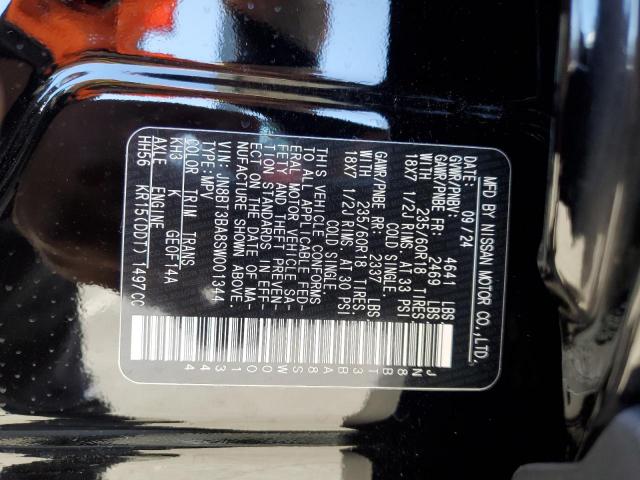 MFD BY NISSAN MOTOR CO.,LTD.
09/24
GVWR/PNBV: 4641 LBS.
GAWR/PNBE FR. 2469 LBS.
WITH 235/60R18 TIRES,
18X7 1/2J RIMS AT 33 PSI
COLD SINGLE
GAWR/PNBE RR. 2337 LBS.
WITH 235/60R18 TIRES,
18X7 1/2J RIMS AT 30 PSI
COLD SINGLE
THIS VEHICLE CONFORMS
TO ALL APPLICABLE FED-
ERAL MOTOR VEHICLE SA-
FETY AND THEFT PREVEN-
TION STANDARDS IN EFF-
ECT ON THE DATE OF MA-
NUFACTURE SHOWN ABOVE
VIN:JN8BT3BA8SW001344
TYPE:MPV
COLOR TRIM TRANS
KH3 K GE0F14A
AXLE ENGINE
HH56 KR15DDT 1497CC
JN8BT3BA8SW001344